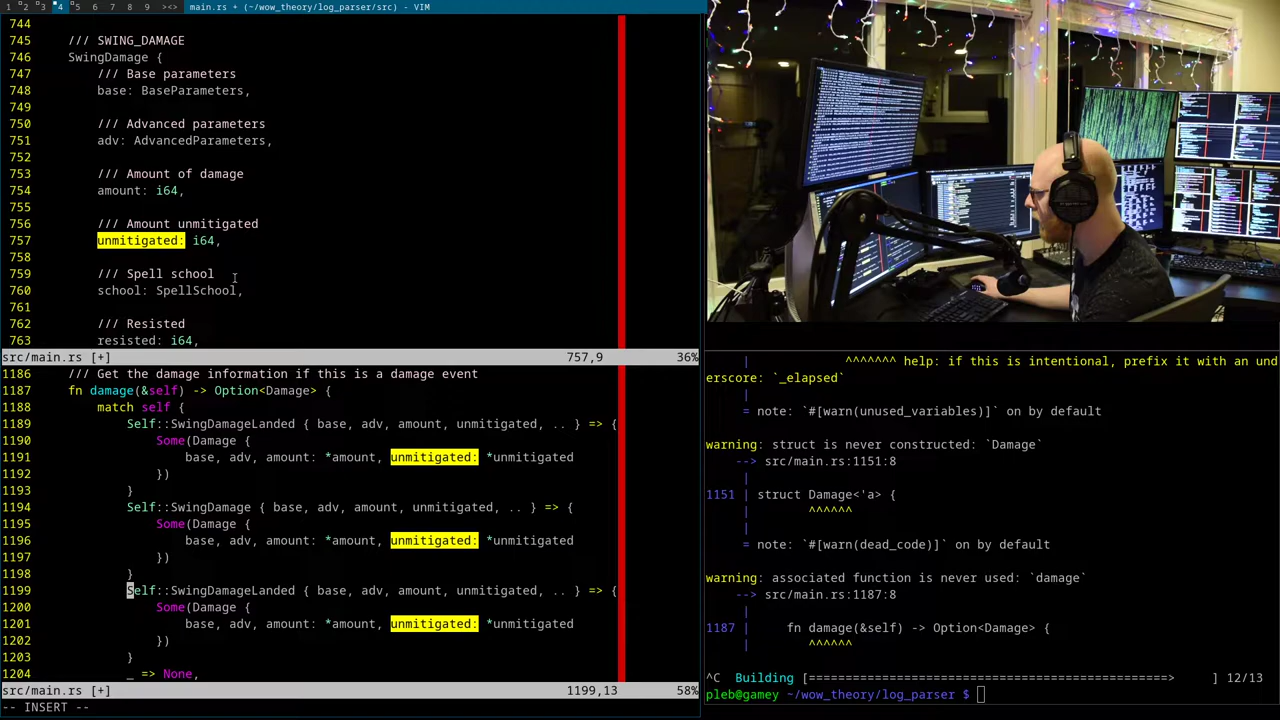 1 2 3 4 5 6 7 8 9 ><> main.rs + (~/wow_theory/log_parser/src) - VIM
744
745 /// SWING_DAMAGE
746 SwingDamage {
747 /// Base parameters
748 base: BaseParameters,
749
750 /// Advanced parameters
751 adv: AdvancedParameters,
752
753 /// Amount of damage
754 amount: i64,
755
756 /// Amount unmitigated
757 unmitigated: i64,
758
759 /// Spell school
760 school: SpellSchool,
761
762 /// Resisted
763 resisted: i64,
src/main.rs [+] 757,9 36%
1186 /// Get the damage information if this is a damage event
1187 fn damage(&self) -> Option<Damage> {
1188 match self {
1189 Self::SwingDamageLanded { base, adv, amount, unmitigated, .. } => {
1190 Some(Damage {
1191 base, adv, amount: *amount, unmitigated: *unmitigated
1192 })
1193 }
1194 Self::SwingDamage { base, adv, amount, unmitigated, .. } => {
1195 Some(Damage {
1196 base, adv, amount: *amount, unmitigated: *unmitigated
1197 })
1198 }
1199 Self::SwingDamageLanded { base, adv, amount, unmitigated, .. } => {
1200 Some(Damage {
1201 base, adv, amount: *amount, unmitigated: *unmitigated
1202 })
1203 }
1204 _ => None,
src/main.rs [+] 1199,13 58%
-- INSERT --
| ^^^^^^^ help: if this is intentional, prefix it with an und
erscore: `_elapsed`
|
= note: `#[warn(unused_variables)]` on by default
warning: struct is never constructed: `Damage`
--> src/main.rs:1151:8
|
1151 | struct Damage<'a> {
| ^^^^^^
|
= note: `#[warn(dead_code)]` on by default
warning: associated function is never used: `damage`
--> src/main.rs:1187:8
|
1187 | fn damage(&self) -> Option<Damage> {
| ^^^^^^
^C Building [=================================================> ] 12/13
pleb@gamey ~/wow_theory/log_parser $